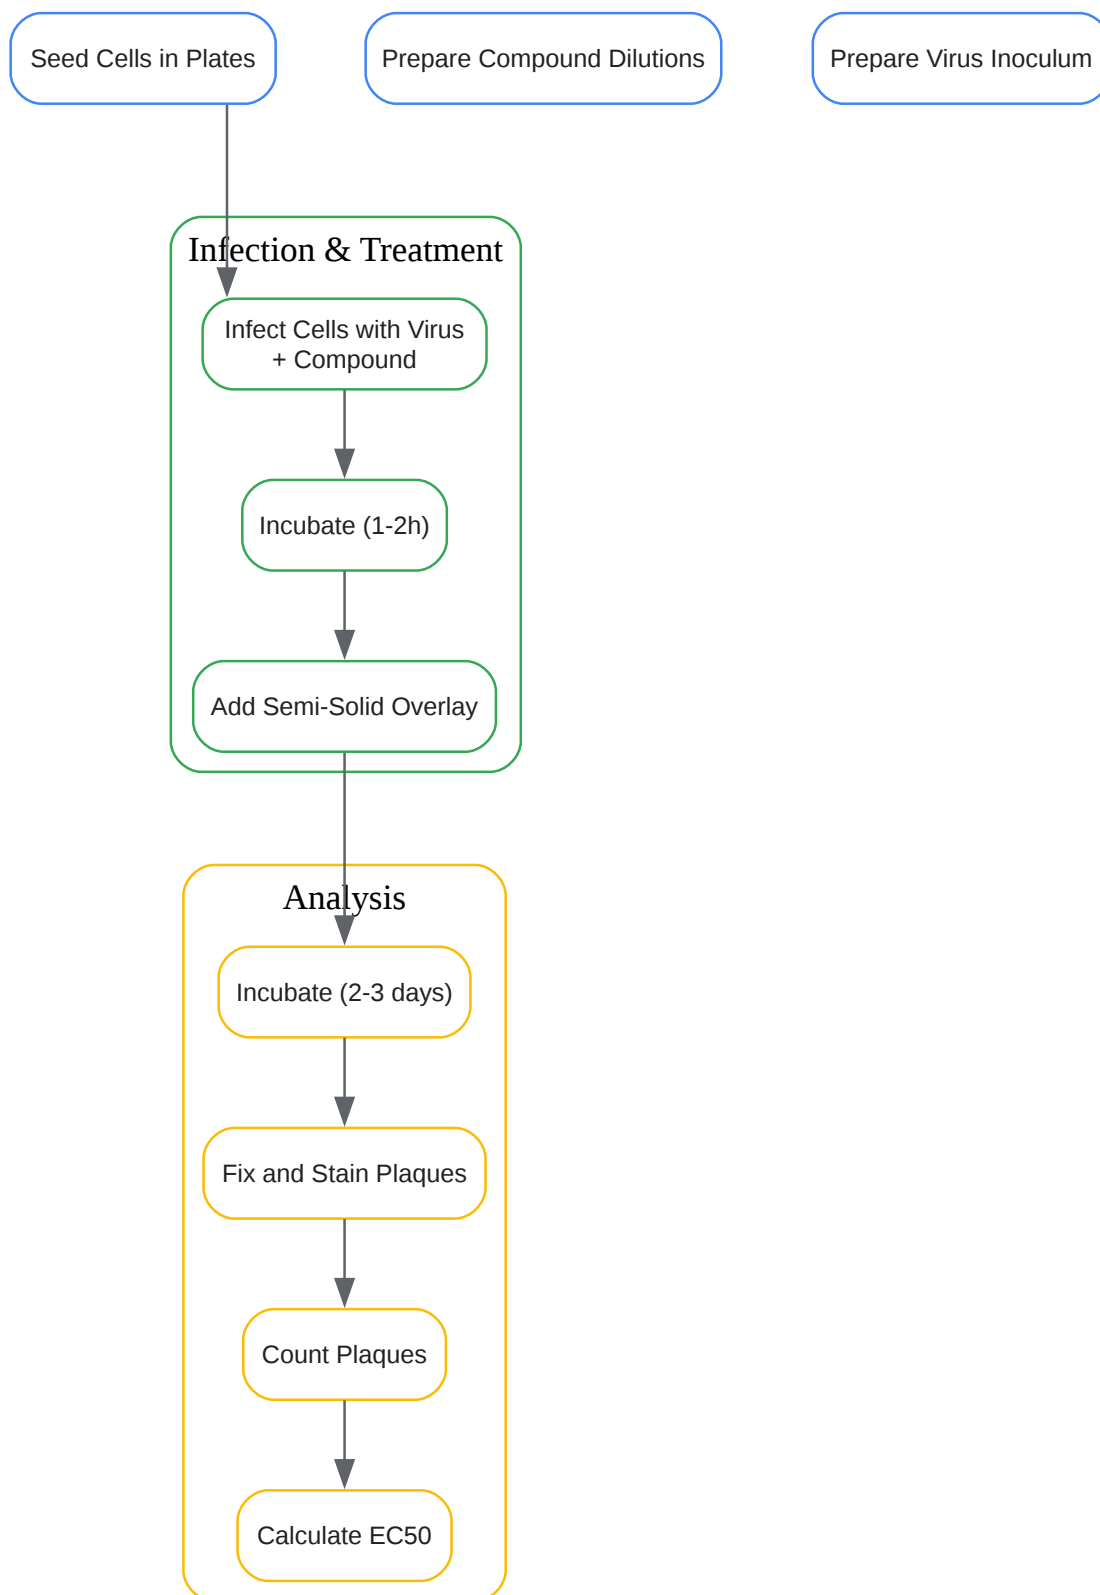 Seed Cells in Plates
Prepare Compound Dilutions
Prepare Virus Inoculum
Infection & Treatment
Infect Cells with Virus
+ Compound
Incubate (1-2h)
Add Semi-Solid Overlay
Analysis
Incubate (2-3 days)
Fix and Stain Plaques
Count Plaques
Calculate EC50